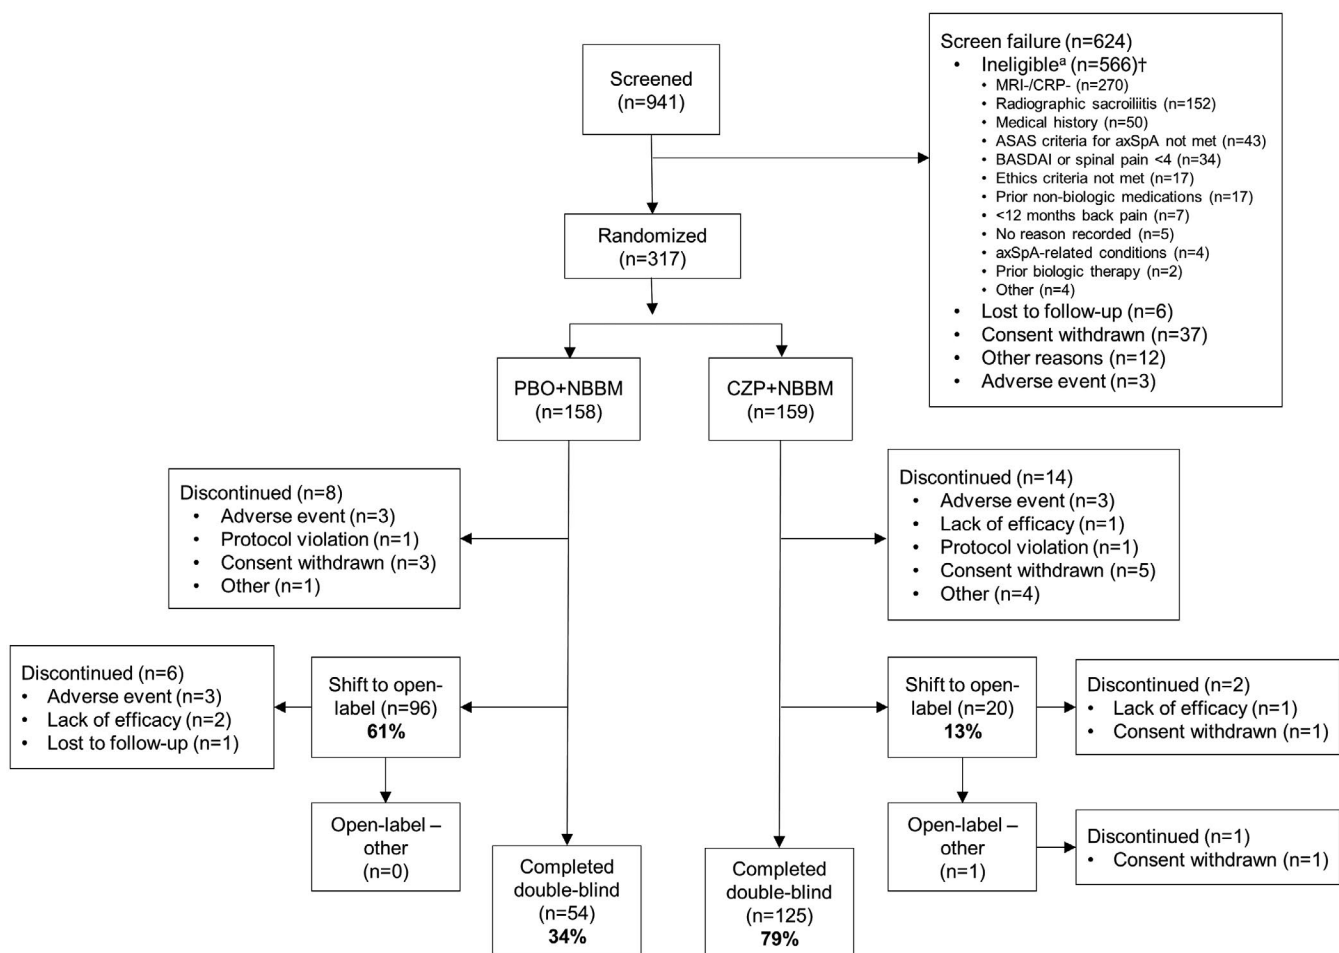 Screened
(n=941)
Screen failure (n=624)
• Ineligibleᵃ (n=566)†
• MRI-/CRP- (n=270)
• Radiographic sacroiliitis (n=152)
• Medical history (n=50)
• ASAS criteria for axSpA not met (n=43)
• BASDAI or spinal pain <4 (n=34)
• Ethics criteria not met (n=17)
• Prior non-biologic medications (n=17)
• <12 months back pain (n=7)
• No reason recorded (n=5)
• axSpA-related conditions (n=4)
• Prior biologic therapy (n=2)
• Other (n=4)
• Lost to follow-up (n=6)
• Consent withdrawn (n=37)
• Other reasons (n=12)
• Adverse event (n=3)
Randomized
(n=317)
PBO+NBBM
(n=158)
CZP+NBBM
(n=159)
Discontinued (n=8)
• Adverse event (n=3)
• Protocol violation (n=1)
• Consent withdrawn (n=3)
• Other (n=1)
Discontinued (n=14)
• Adverse event (n=3)
• Lack of efficacy (n=1)
• Protocol violation (n=1)
• Consent withdrawn (n=5)
• Other (n=4)
Discontinued (n=6)
• Adverse event (n=3)
• Lack of efficacy (n=2)
• Lost to follow-up (n=1)
Shift to open-
label (n=96)
61%
Shift to open-
label (n=20)
13%
Discontinued (n=2)
• Lack of efficacy (n=1)
• Consent withdrawn (n=1)
Open-label –
other
(n=0)
Completed
double-blind
(n=54)
34%
Completed
double-blind
(n=125)
79%
Open-label –
other
(n=1)
Discontinued (n=1)
• Consent withdrawn (n=1)